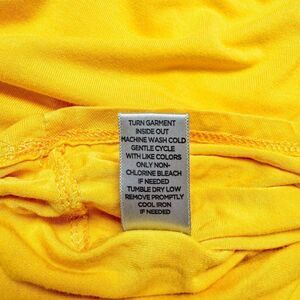 TURN GARMENT
INSIDE OUT
MACHINE WASH COLD
GENTLE CYCLE
WITH LIKE COLORS
ONLY NON-
CHLORINE BLEACH
IF NEEDED
TUMBLE DRY LOW
REMOVE PROMPTLY
COOL IRON
IF NEEDED